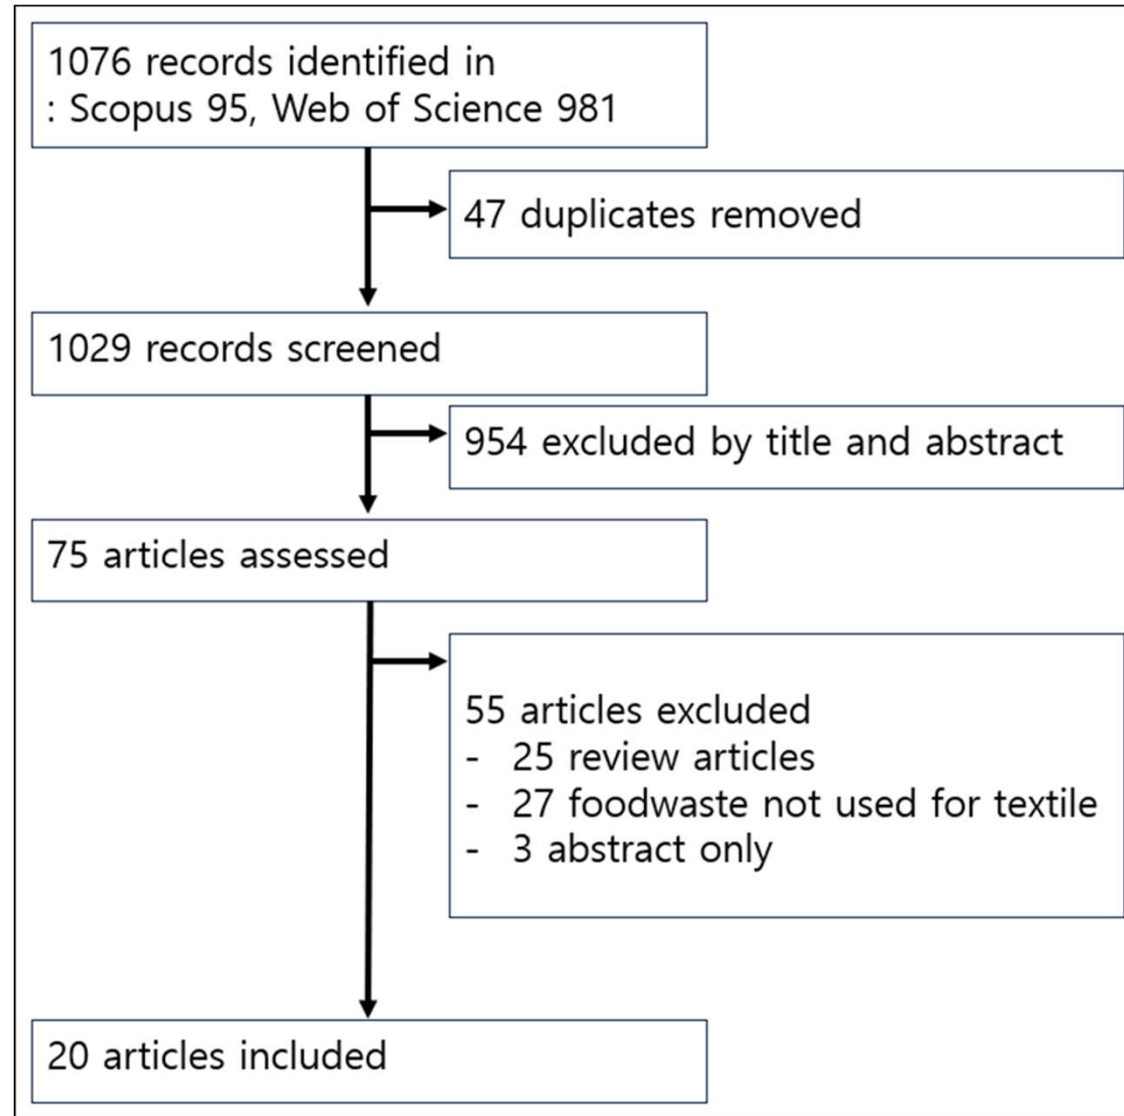 1076 records identified in
: Scopus 95, Web of Science 981
47 duplicates removed
1029 records screened
954 excluded by title and abstract
75 articles assessed
55 articles excluded
- 25 review articles
- 27 foodwaste not used for textile
- 3 abstract only
20 articles included